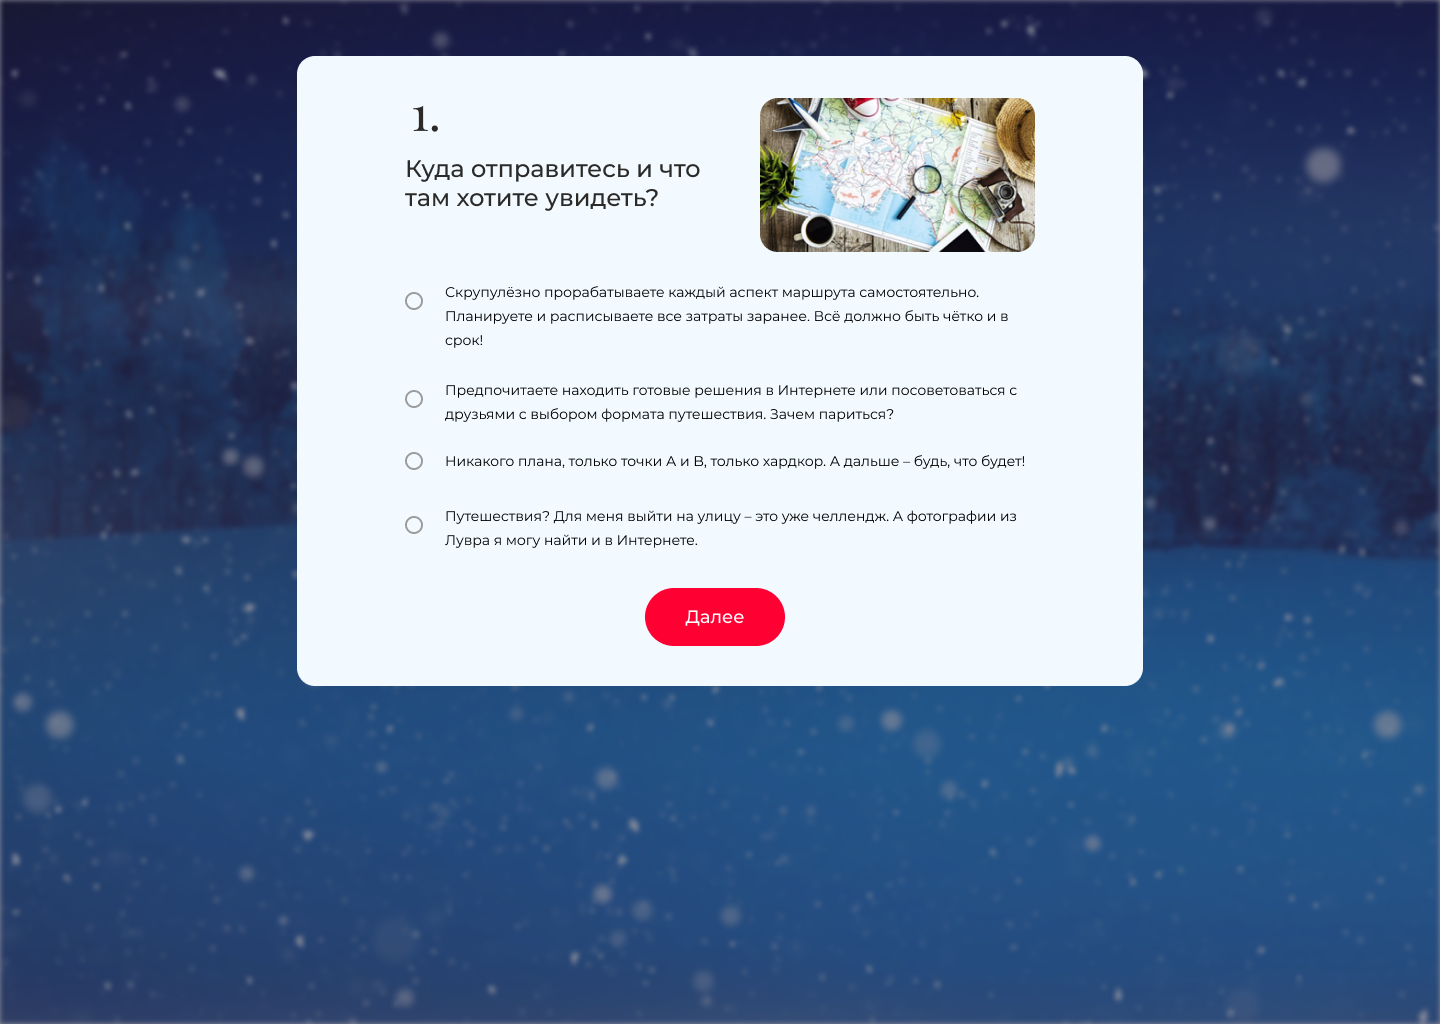 1.
Куда отправитесь и что
там хотите увидеть?
Скрупулёзно прорабатываете каждый аспект маршрута самостоятельно.
Планируете и расписываете все затраты заранее. Всё должно быть чётко и в
срок!
Предпочитаете находить готовые решения в Интернете или посоветоваться с
друзьями с выбором формата путешествия. Зачем париться?
Никакого плана, только точки А и В, только хардкор. А дальше – будь, что будет!
Путешествия? Для меня выйти на улицу – это уже челлендж. А фотографии из
Лувра я могу найти и в Интернете.
Далее